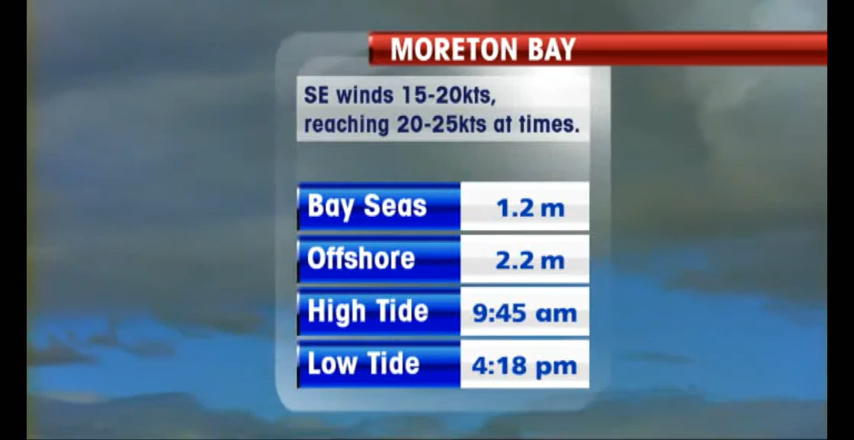 MORETON BAY
SE winds 15-20kts,
reaching 20-25kts at times.
Bay Seas 1.2 m
Offshore 2.2 m
High Tide 9:45 am
Low Tide 4:18 pm